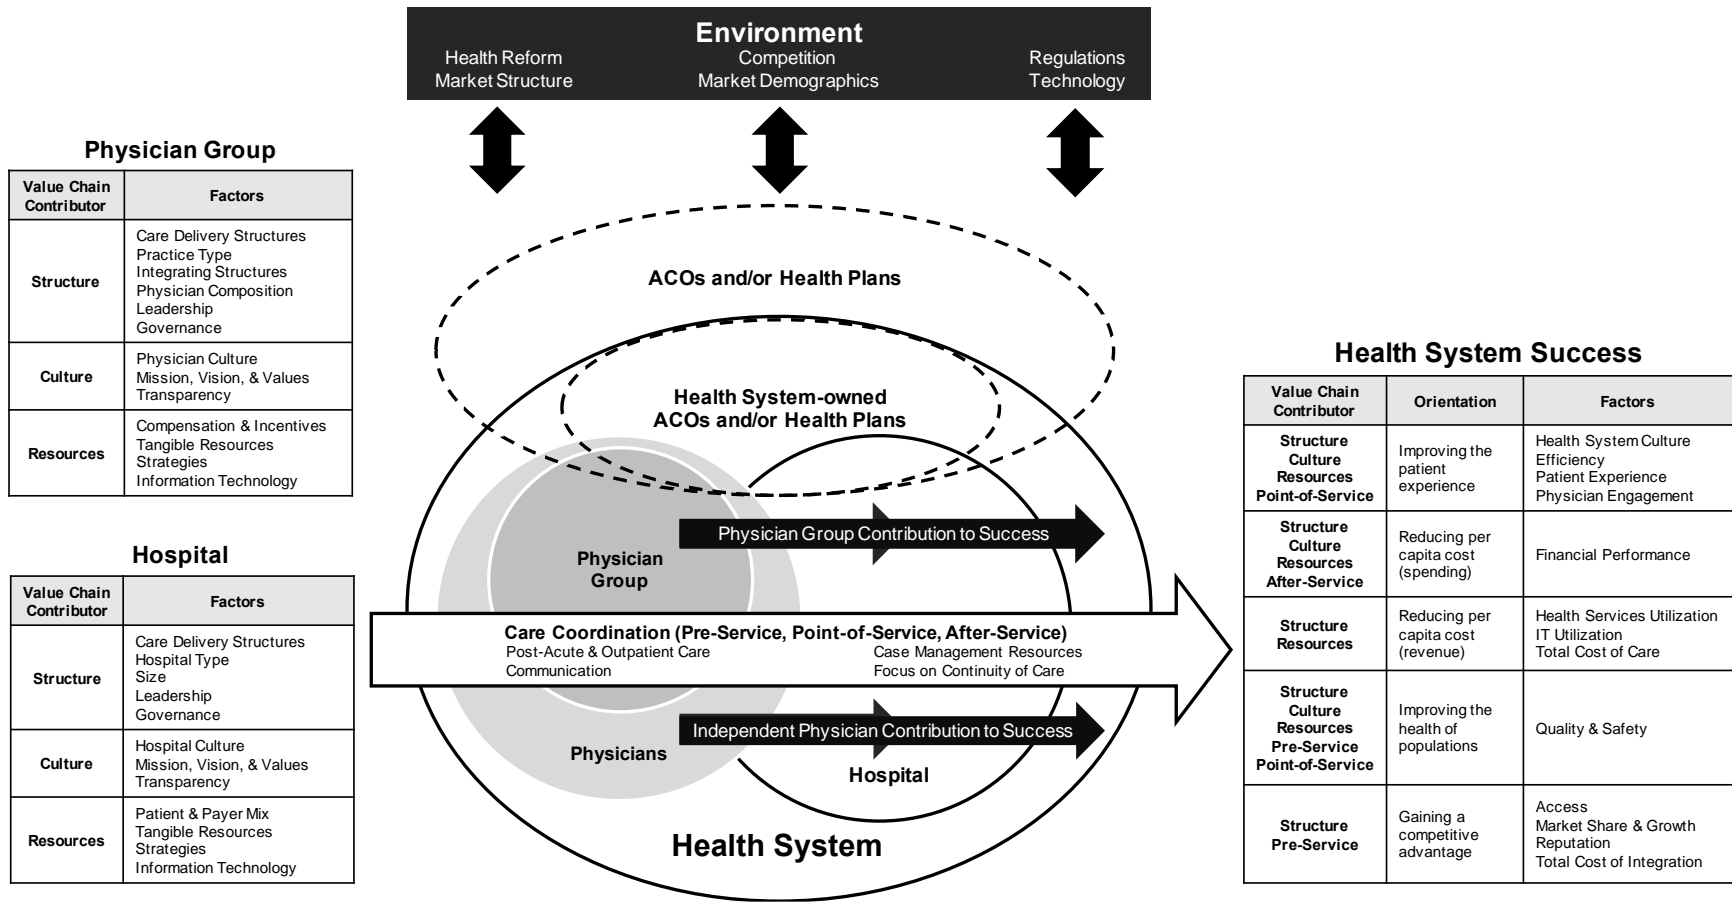 Environment
Health Reform
Market Structure
Competition
Market Demographics
Regulations
Technology
Physician Group
Value Chain
Contributor
Factors
Structure
Care Delivery Structures
Practice Type
Integrating Structures
Physician Composition
Leadership
Governance
Culture
Physician Culture
Mission, Vision, & Values
Transparency
Resources
Compensation & Incentives
Tangible Resources
Strategies
Information Technology
Hospital
Value Chain
Contributor
Factors
Structure
Care Delivery Structures
Hospital Type
Size
Leadership
Governance
Culture
Hospital Culture
Mission, Vision, & Values
Transparency
Resources
Patient & Payer Mix
Tangible Resources
Strategies
Information Technology
ACOs and/or Health Plans
Health System-owned
ACOs and/or Health Plans
Physician Group Contribution to Success
Physician
Group
Care Coordination (Pre-Service, Point-of-Service, After-Service)
Post-Acute & Outpatient Care
Communication
Case Management Resources
Focus on Continuity of Care
Independent Physician Contribution to Success
Physicians
Hospital
Health System
Health System Success
Value Chain
Contributor
Orientation
Factors
Structure
Culture
Resources
Point-of-Service
Improving the
patient
experience
Health System Culture
Efficiency
Patient Experience
Physician Engagement
Structure
Culture
Resources
After-Service
Reducing per
capita cost
(spending)
Financial Performance
Structure
Resources
Reducing per
capita cost
(revenue)
Health Services Utilization
IT Utilization
Total Cost of Care
Structure
Culture
Resources
Pre-Service
Point-of-Service
Improving the
health of
populations
Quality & Safety
Structure
Pre-Service
Gaining a
competitive
advantage
Access
Market Share & Growth
Reputation
Total Cost of Integration